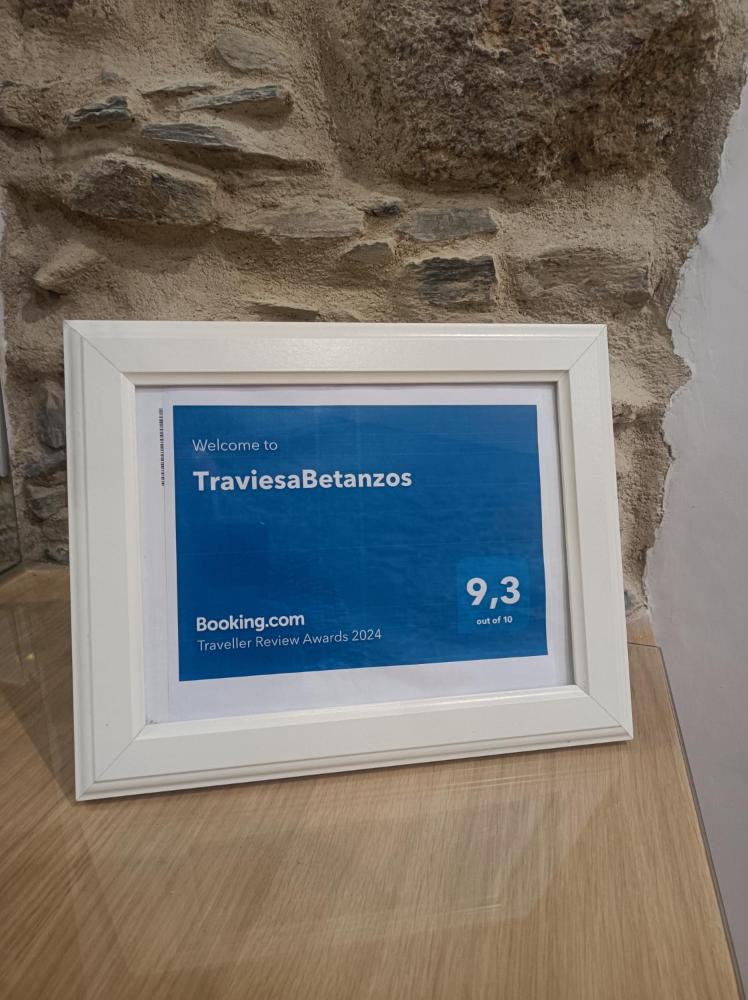 Welcome to
TraviesaBetanzos
9,3
out of 10
Booking.com
Traveller Review Awards 2024